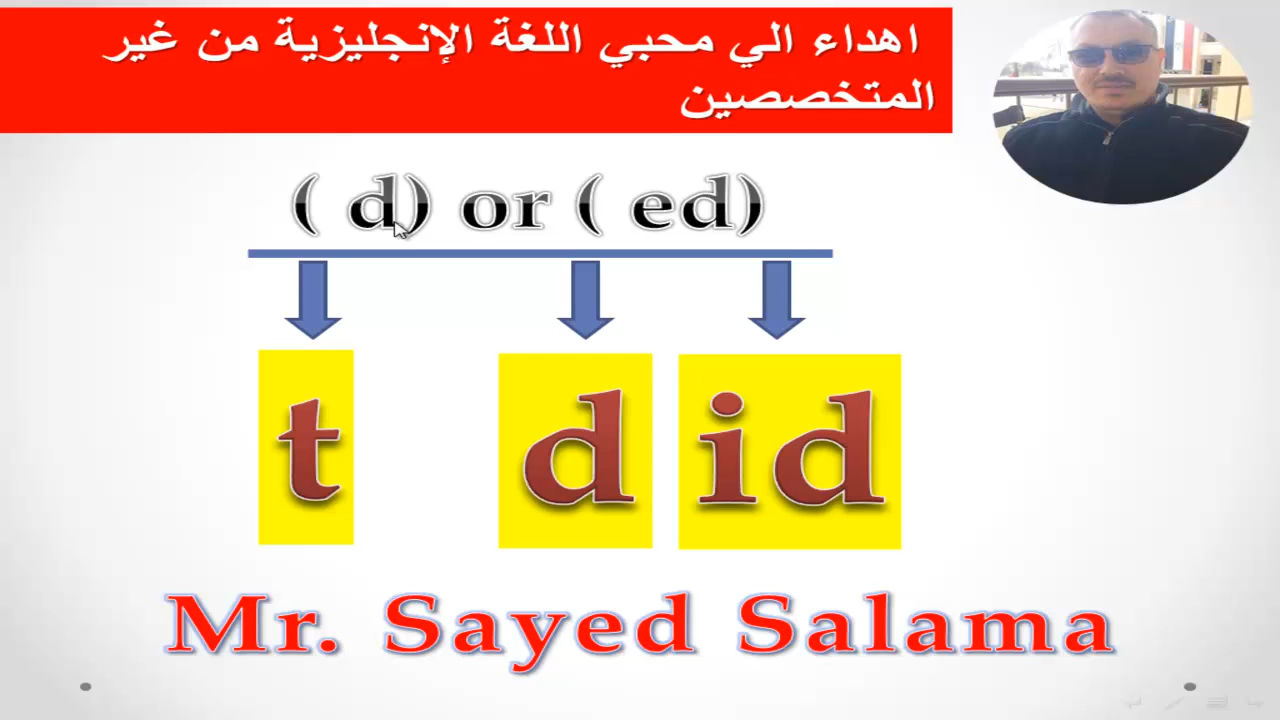 اهداء الي محبي اللغة الإنجليزية من غير
المتخصصين
( d) or ( ed)
t d id
Mr. Sayed Salama